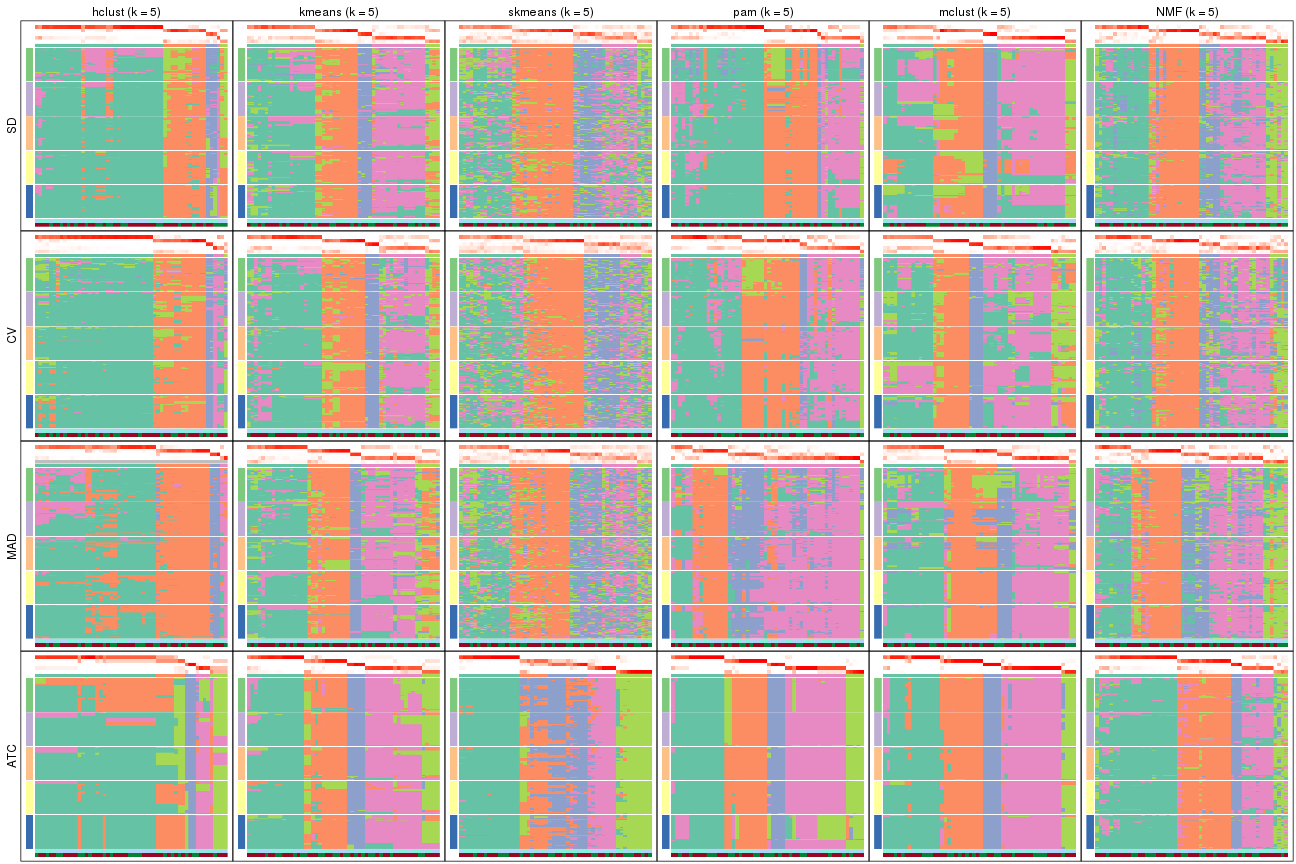 hclust (k = 5) kmeans (k = 5) skmeans (k = 5) pam (k = 5) mclust (k = 5) NMF (k = 5)
SD
CV
MAD
ATC